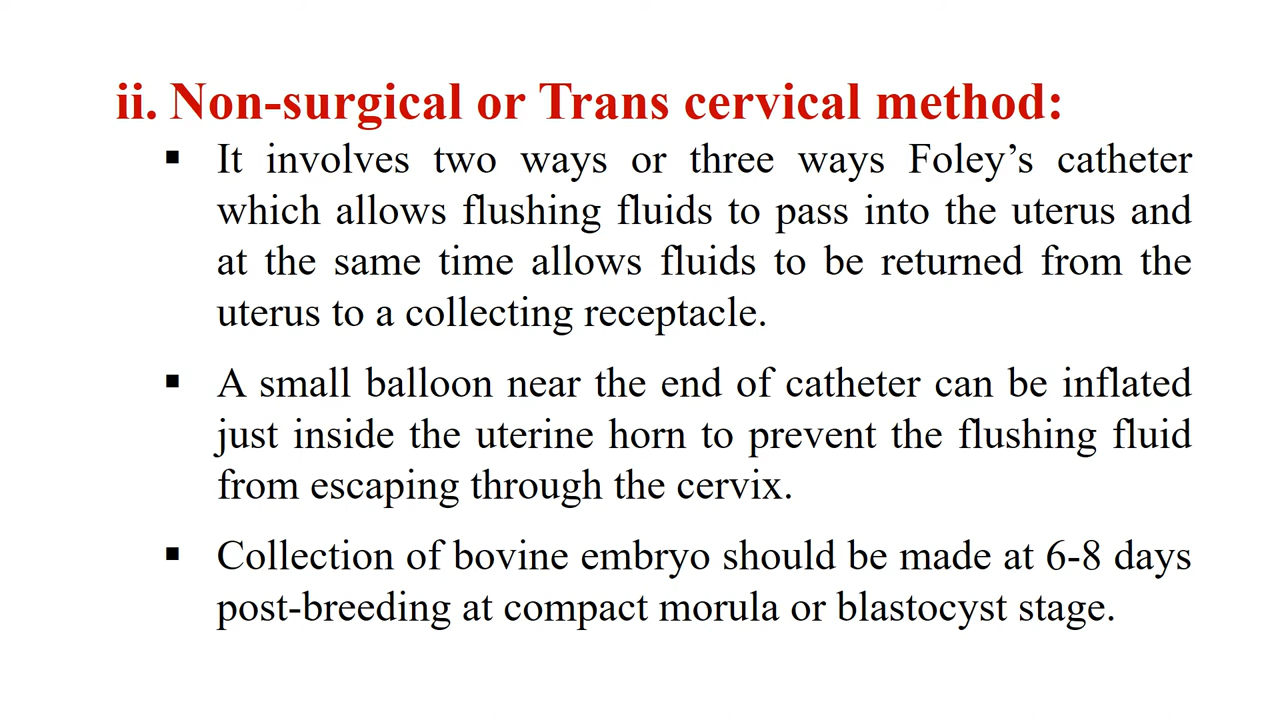 ii. Non-surgical or Trans cervical method:
▪ It involves two ways or three ways Foley’s catheter
which allows flushing fluids to pass into the uterus and
at the same time allows fluids to be returned from the
uterus to a collecting receptacle.
▪ A small balloon near the end of catheter can be inflated
just inside the uterine horn to prevent the flushing fluid
from escaping through the cervix.
▪ Collection of bovine embryo should be made at 6-8 days
post-breeding at compact morula or blastocyst stage.